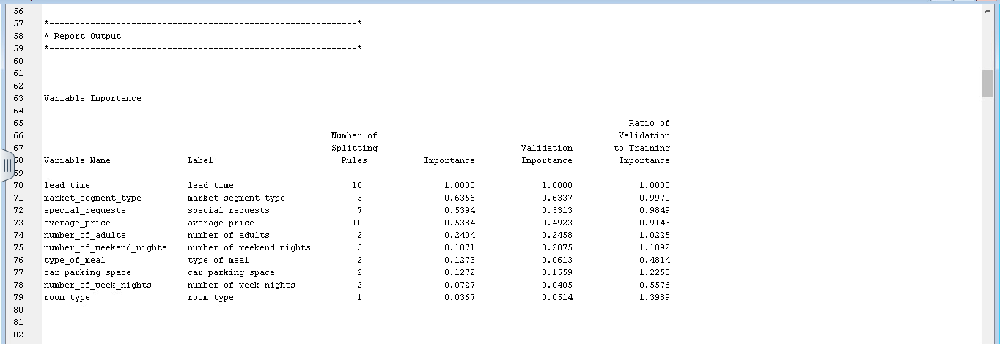 56
57 *------------------------------------------------------------*
58 * Report Output
59 *------------------------------------------------------------*
60
61
62
63 Variable Importance
64
65 Ratio of
66 Number of Validation
67 Splitting Validation to Training
68 Variable Name Label Rules Importance Importance Importance
69
70 lead_time lead time 10 1.0000 1.0000 1.0000
71 market_segment_type market segment type 5 0.6356 0.6337 0.9970
72 special_requests special requests 7 0.5394 0.5313 0.9849
73 average_price average price 10 0.5384 0.4923 0.9143
74 number_of_adults number of adults 2 0.2404 0.2458 1.0225
75 number_of_weekend_nights number of weekend nights 5 0.1871 0.2075 1.1092
76 type_of_meal type of meal 2 0.1273 0.0613 0.4814
77 car_parking_space car parking space 2 0.1272 0.1559 1.2258
78 number_of_week_nights number of week nights 2 0.0727 0.0405 0.5576
79 room_type room type 1 0.0367 0.0514 1.3989
80
81
82